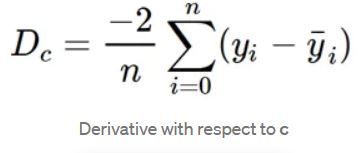 D_c = \frac{-2}{n} \sum_{i=0}^{n} (y_i - \bar{y}_i)
Derivative with respect to c